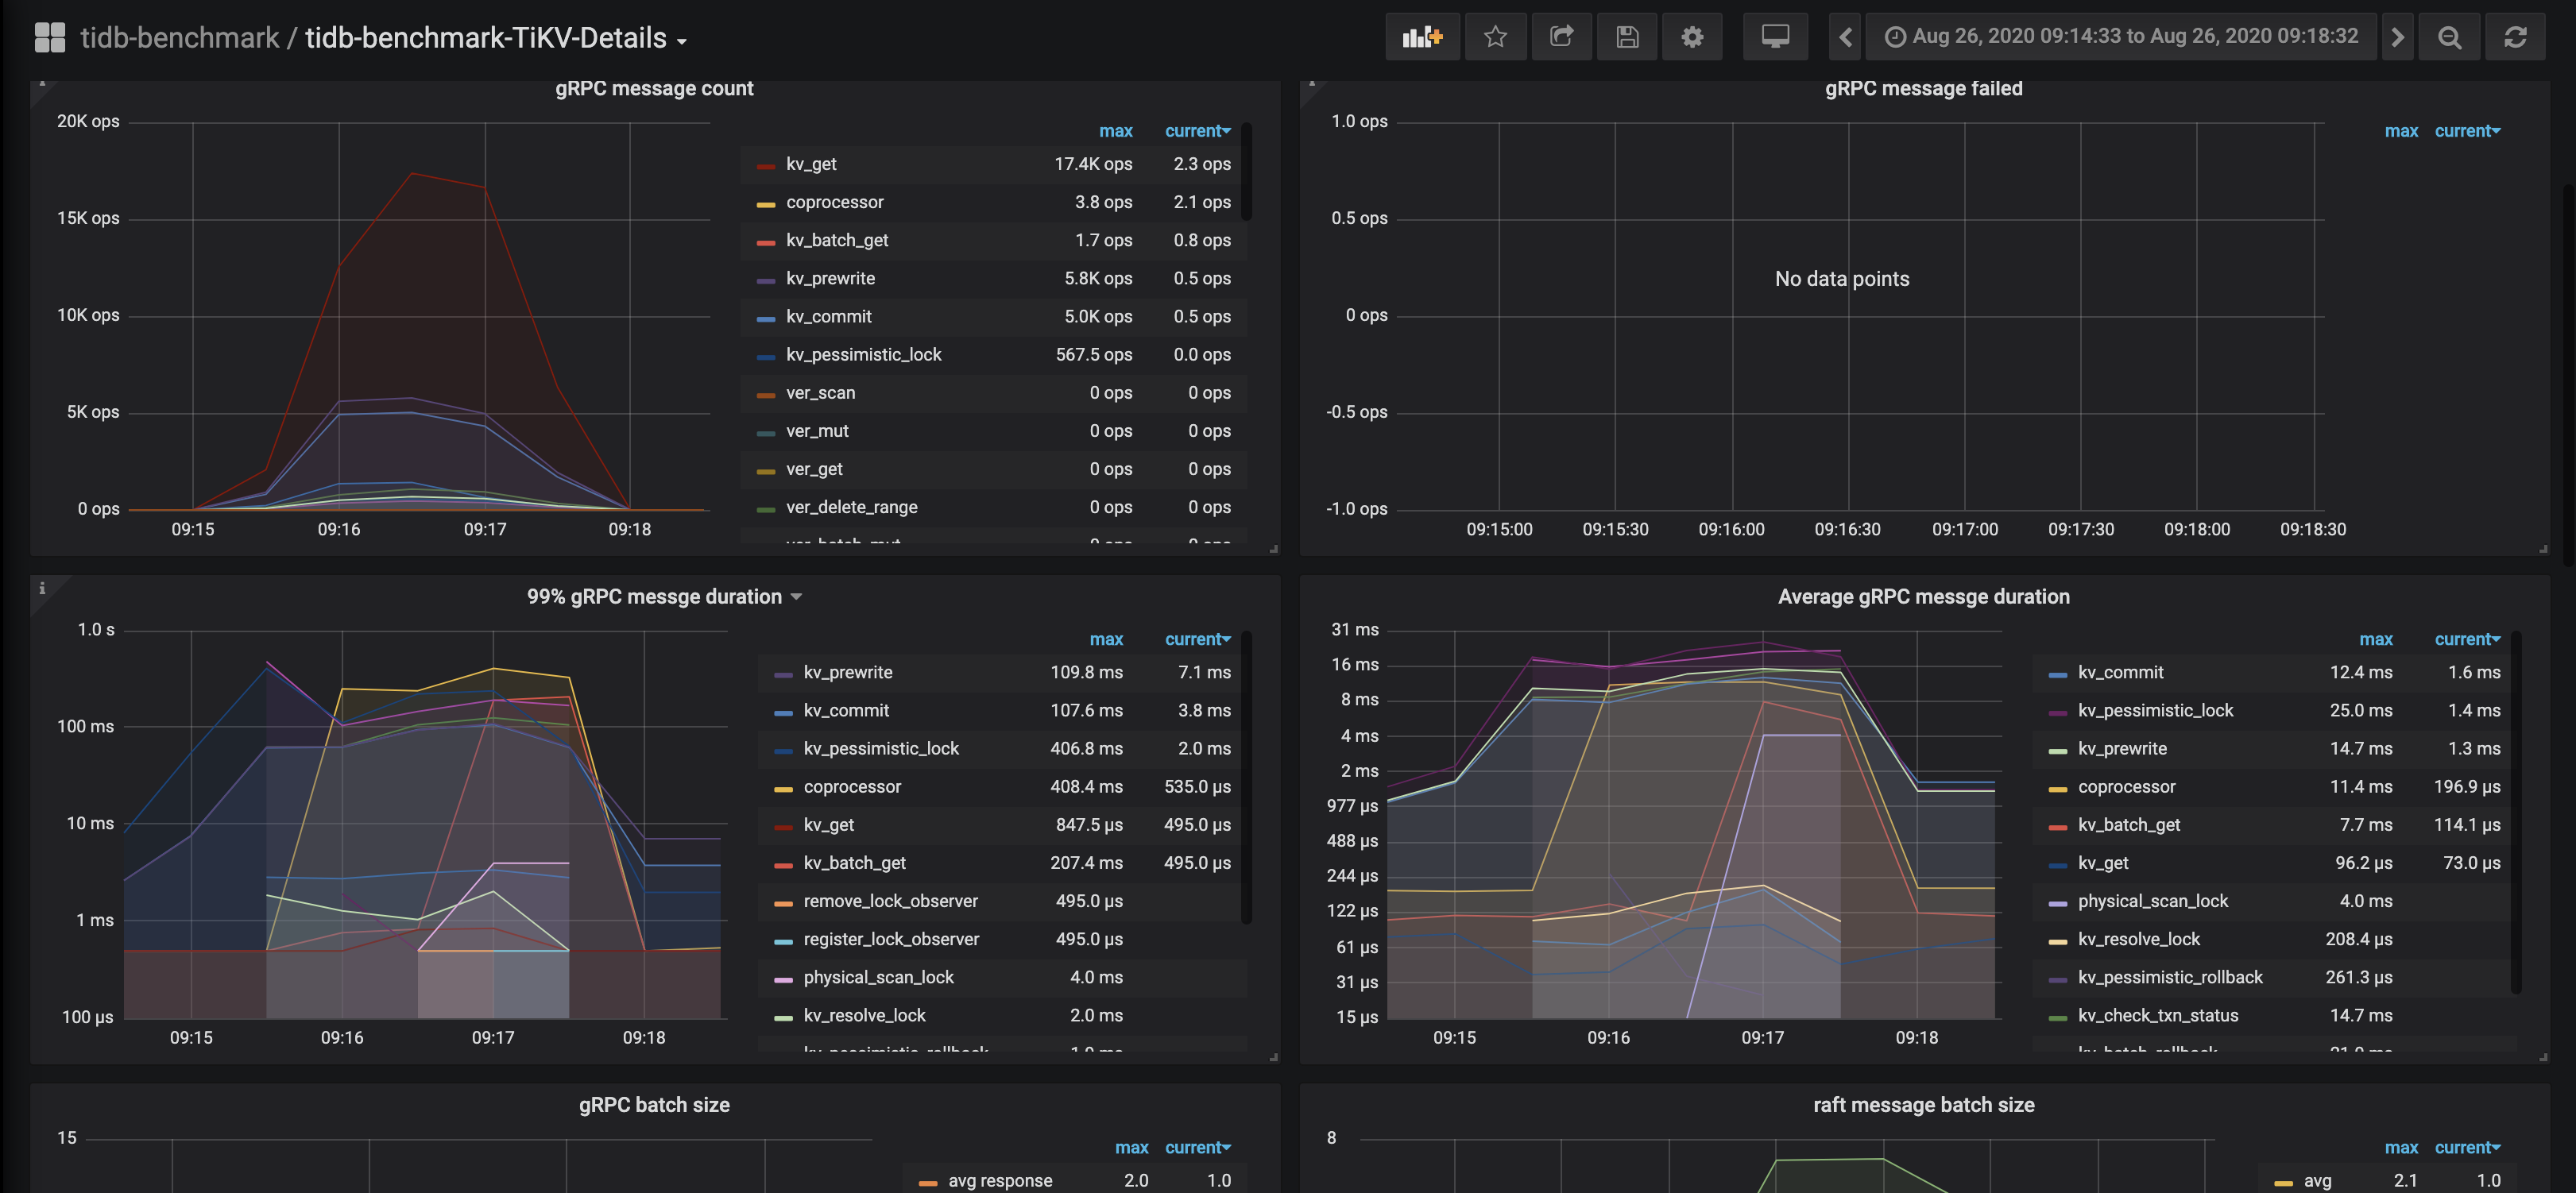 tidb-benchmark / tidb-benchmark-TiKV-Details
Aug 26, 2020 09:14:33 to Aug 26, 2020 09:18:32
gRPC message count
20K ops
15K ops
10K ops
5K ops
0 ops
09:15 09:16 09:17 09:18
max current
kv_get 17.4K ops 2.3 ops
coprocessor 3.8 ops 2.1 ops
kv_batch_get 1.7 ops 0.8 ops
kv_prewrite 5.8K ops 0.5 ops
kv_commit 5.0K ops 0.5 ops
kv_pessimistic_lock 567.5 ops 0.0 ops
ver_scan 0 ops 0 ops
ver_mut 0 ops 0 ops
ver_get 0 ops 0 ops
ver_delete_range 0 ops 0 ops
ver_batch_mut 0 ops 0 ops
gRPC message failed
1.0 ops
0.5 ops
0 ops
-0.5 ops
-1.0 ops
No data points
09:15:00 09:15:30 09:16:00 09:16:30 09:17:00 09:17:30 09:18:00 09:18:30
max current
99% gRPC messge duration
1.0 s
100 ms
10 ms
1 ms
100 µs
09:15 09:16 09:17 09:18
max current
kv_prewrite 109.8 ms 7.1 ms
kv_commit 107.6 ms 3.8 ms
kv_pessimistic_lock 406.8 ms 2.0 ms
coprocessor 408.4 ms 535.0 µs
kv_get 847.5 µs 495.0 µs
kv_batch_get 207.4 ms 495.0 µs
remove_lock_observer 495.0 µs
register_lock_observer 495.0 µs
physical_scan_lock 4.0 ms
kv_resolve_lock 2.0 ms
kv_pessimistic_rollback 1.0 ms
Average gRPC messge duration
31 ms
16 ms
8 ms
4 ms
2 ms
977 µs
488 µs
244 µs
122 µs
61 µs
31 µs
15 µs
09:15 09:16 09:17 09:18
max current
kv_commit 12.4 ms 1.6 ms
kv_pessimistic_lock 25.0 ms 1.4 ms
kv_prewrite 14.7 ms 1.3 ms
coprocessor 11.4 ms 196.9 µs
kv_batch_get 7.7 ms 114.1 µs
kv_get 96.2 µs 73.0 µs
physical_scan_lock 4.0 ms
kv_resolve_lock 208.4 µs
kv_pessimistic_rollback 261.3 µs
kv_check_txn_status 14.7 ms
kv_batch_rollback
gRPC batch size
15
max current
avg response 2.0 1.0
raft message batch size
8
max current
avg 2.1 1.0